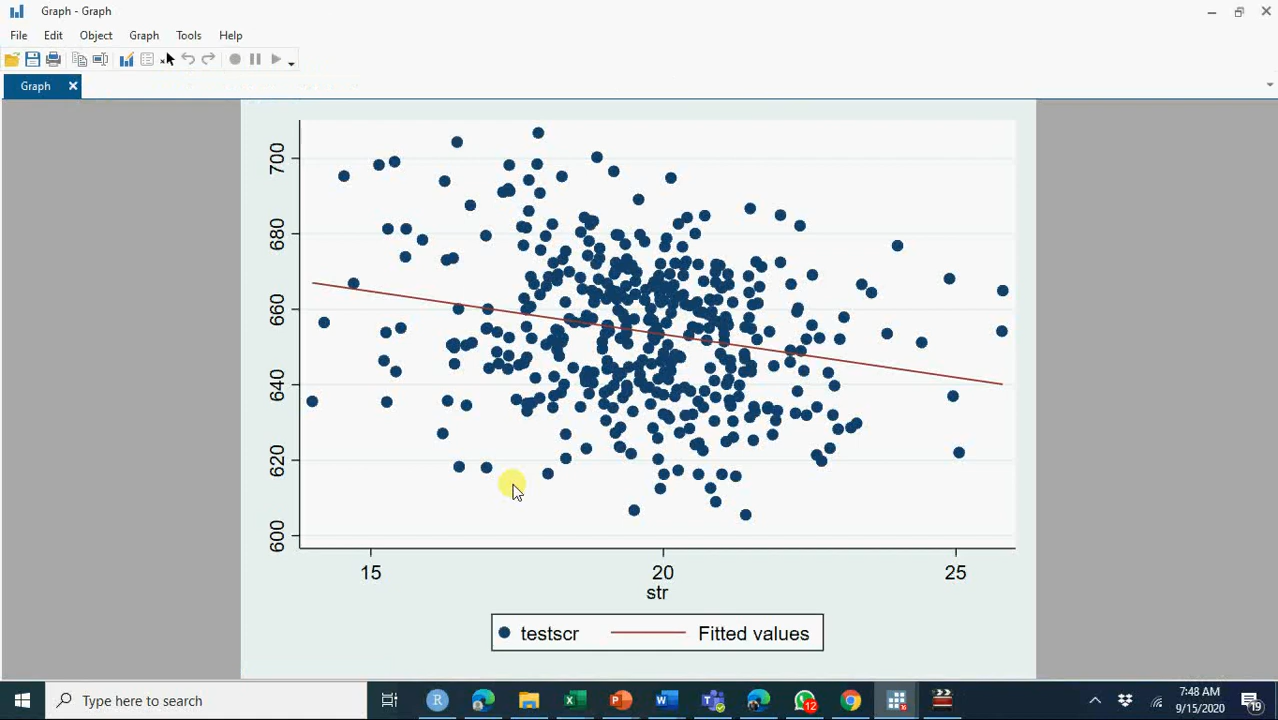 Graph - Graph
File Edit Object Graph Tools Help
Graph
700
680
660
640
620
600
15 20 25
str
testscr Fitted values
Type here to search
R
12
7:48 AM
9/15/2020
19